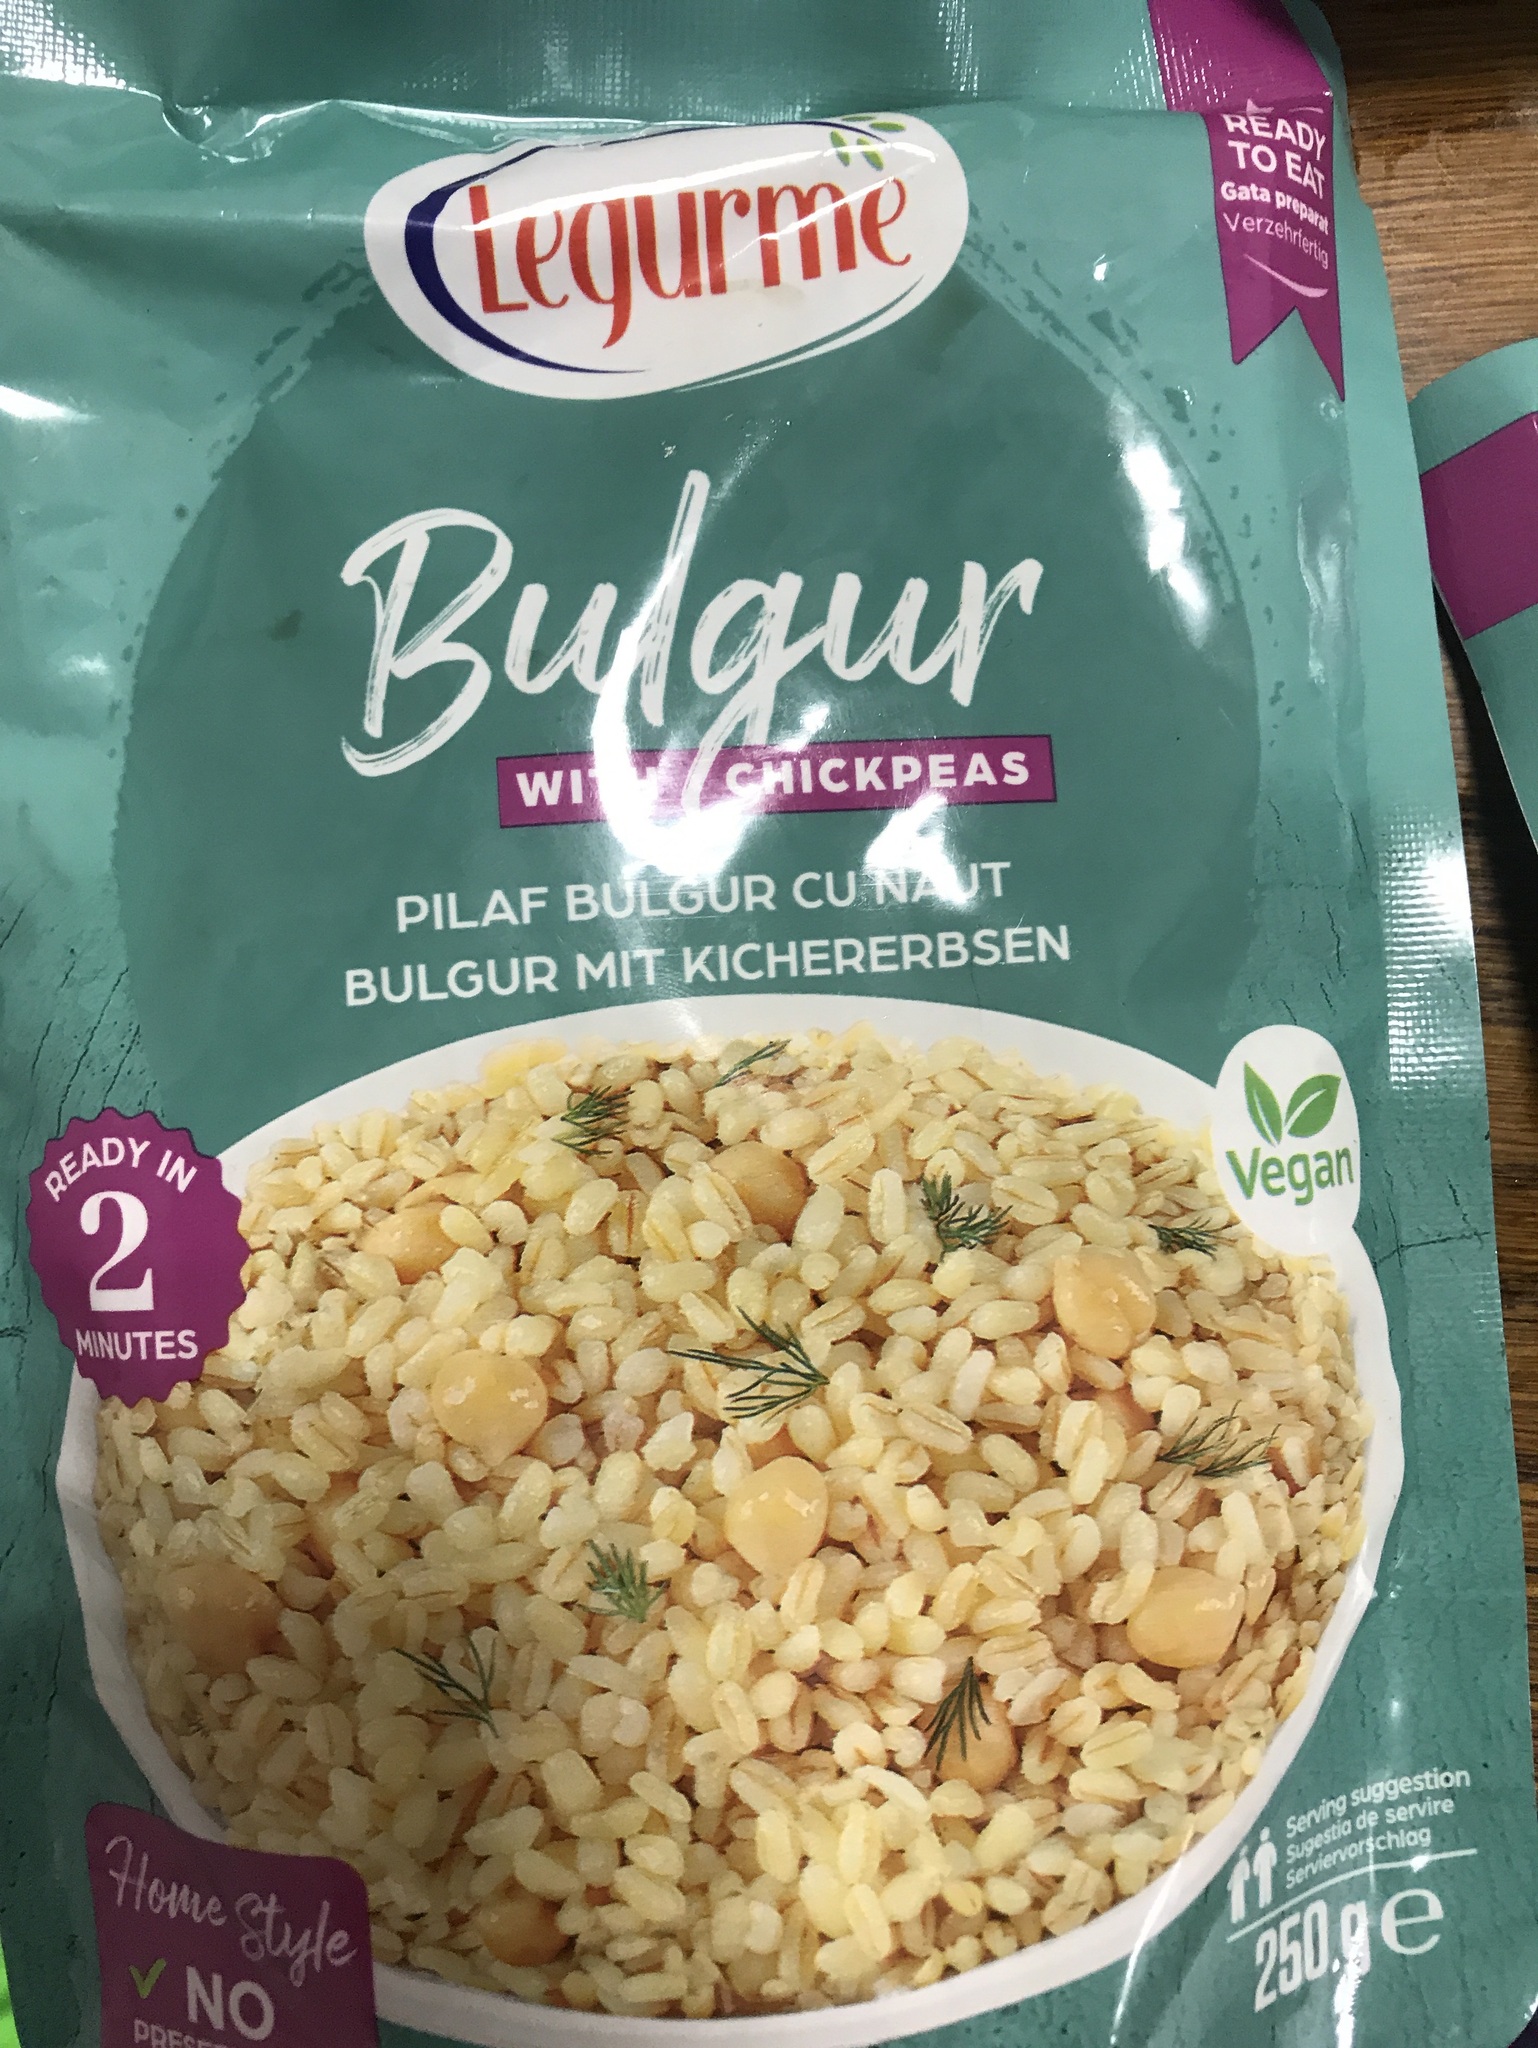 READY
TO EAT
Gata preparat
Verzehrfertig
Legurme
Bulgur
WITH CHICKPEAS
PILAF BULGUR CU NAUT
BULGUR MIT KICHERERBSEN
Vegan
READY IN
2
MINUTES
Serving suggestion
Sugestia de servire
Serviervorschlag
250 g e
Home Style
NO